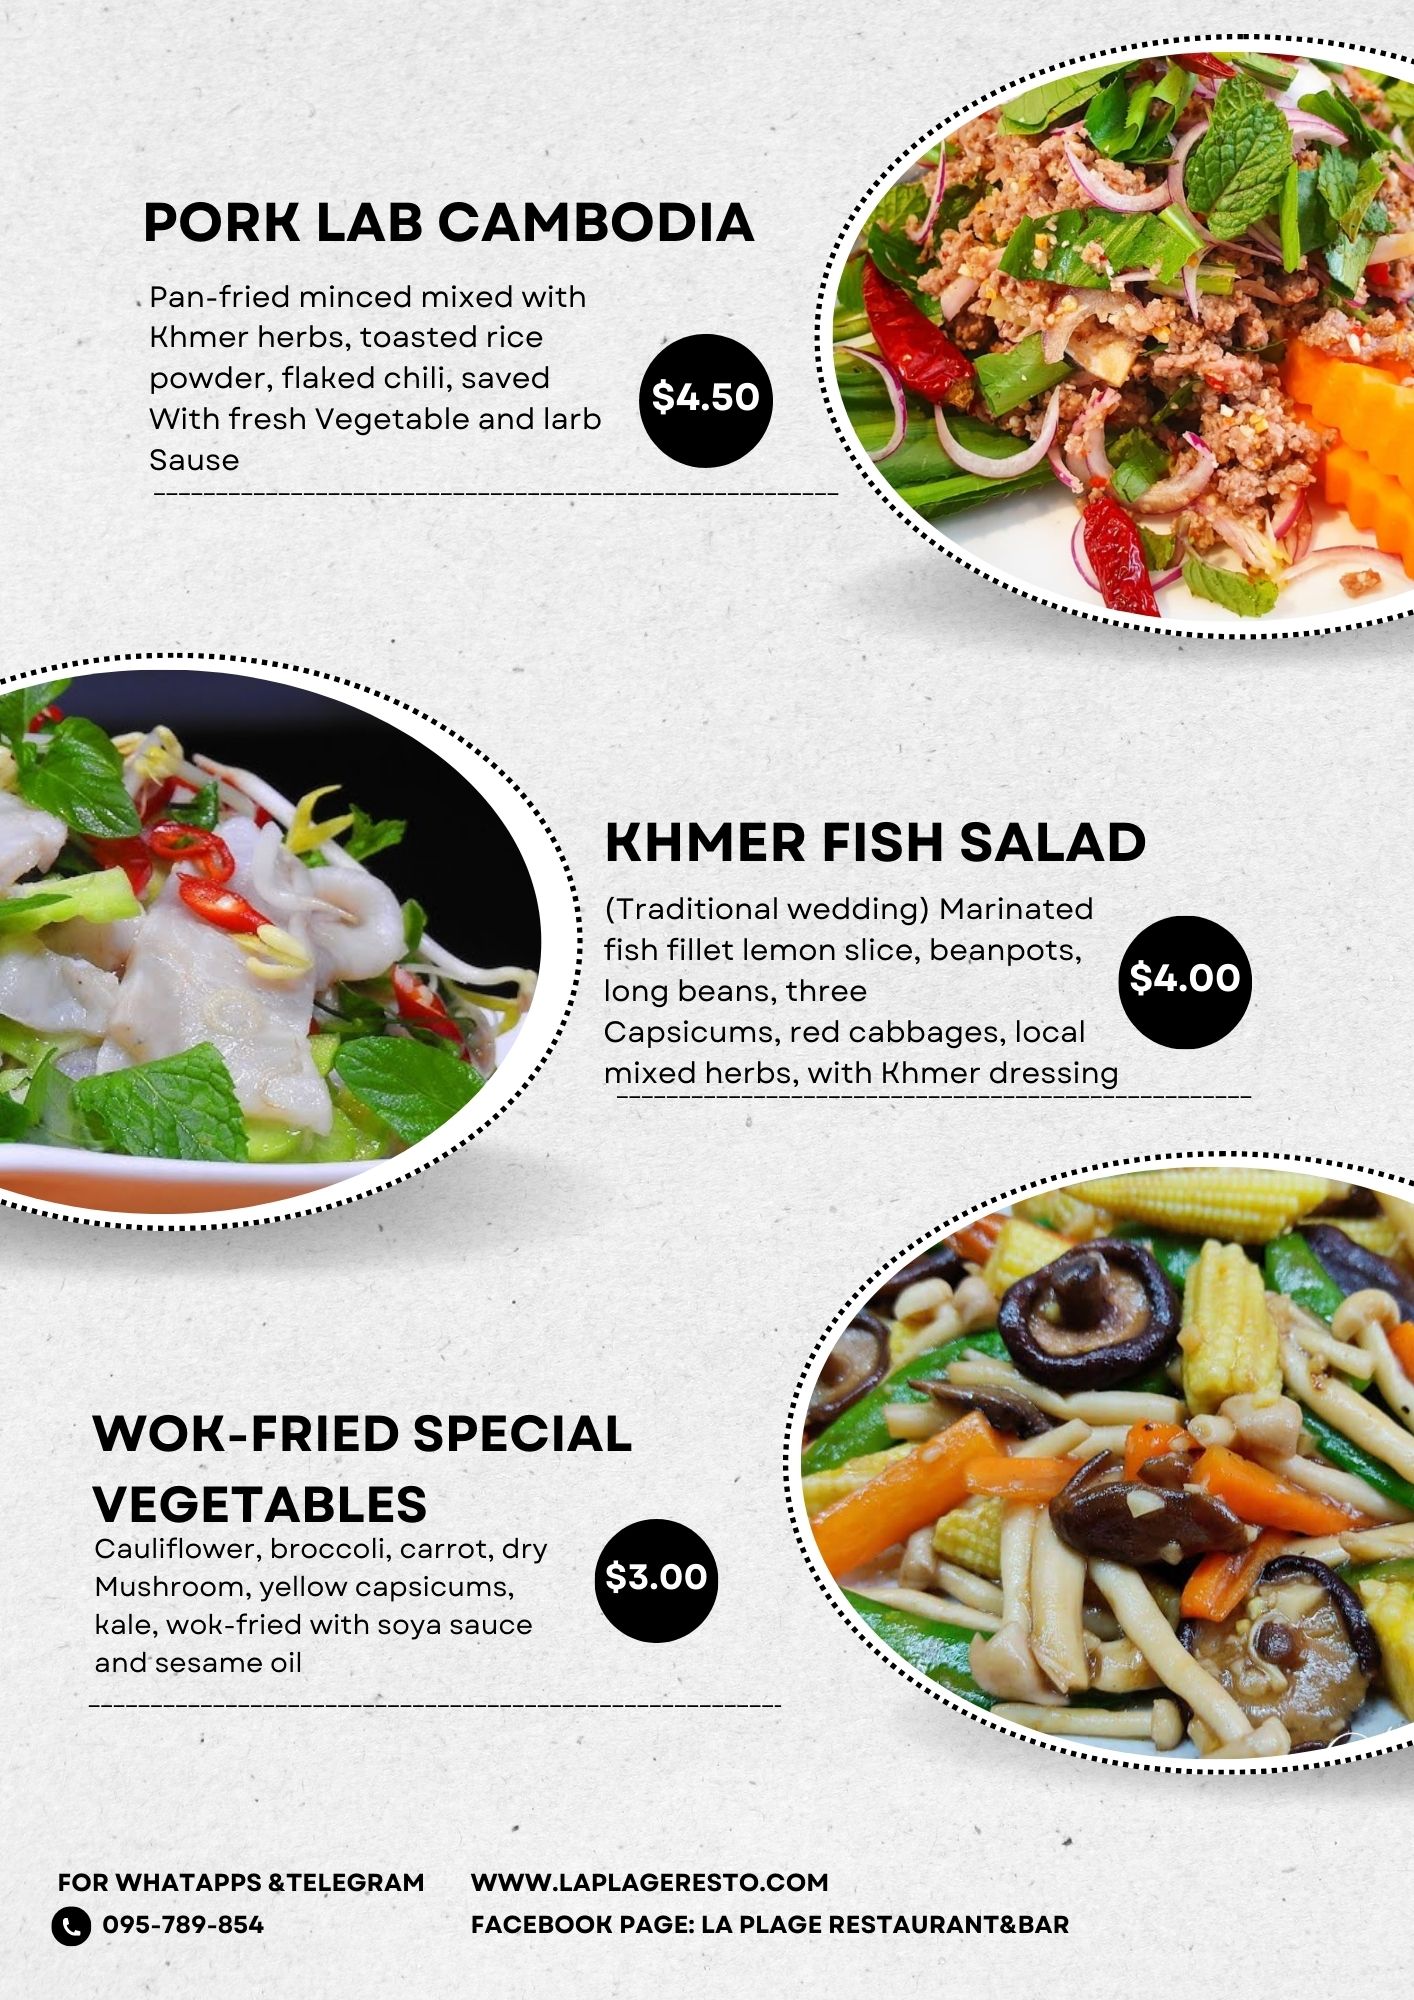 PORK LAB CAMBODIA
Pan-fried minced mixed with
Khmer herbs, toasted rice
powder, flaked chili, saved
With fresh Vegetable and larb
Sause
$4.50
KHMER FISH SALAD
(Traditional wedding) Marinated
fish fillet lemon slice, beanpots,
long beans, three
Capsicums, red cabbages, local
mixed herbs, with Khmer dressing
$4.00
WOK-FRIED SPECIAL
VEGETABLES
Cauliflower, broccoli, carrot, dry
Mushroom, yellow capsicums,
kale, wok-fried with soya sauce
and sesame oil
$3.00
FOR WHATAPPS &TELEGRAM
095-789-854
WWW.LAPLAGERESTO.COM
FACEBOOK PAGE: LA PLAGE RESTAURANT&BAR